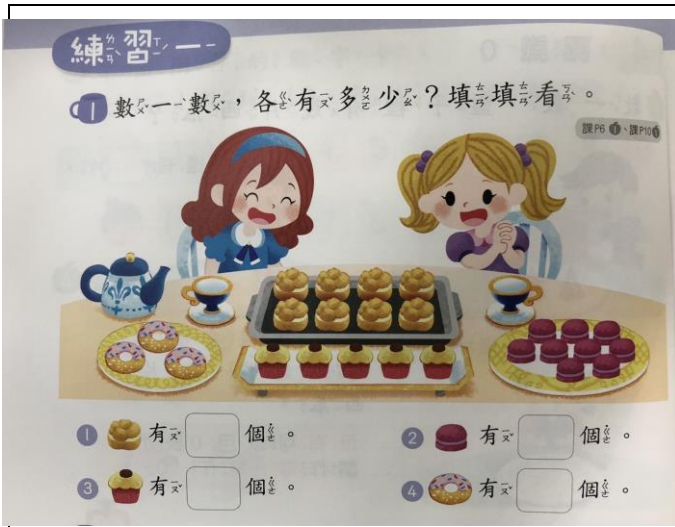 練習一
1 數一數,各有多少?填填看。
課P6 1、課P10 1
1 有 個。
2 有 個。
3 有 個。
4 有 個。